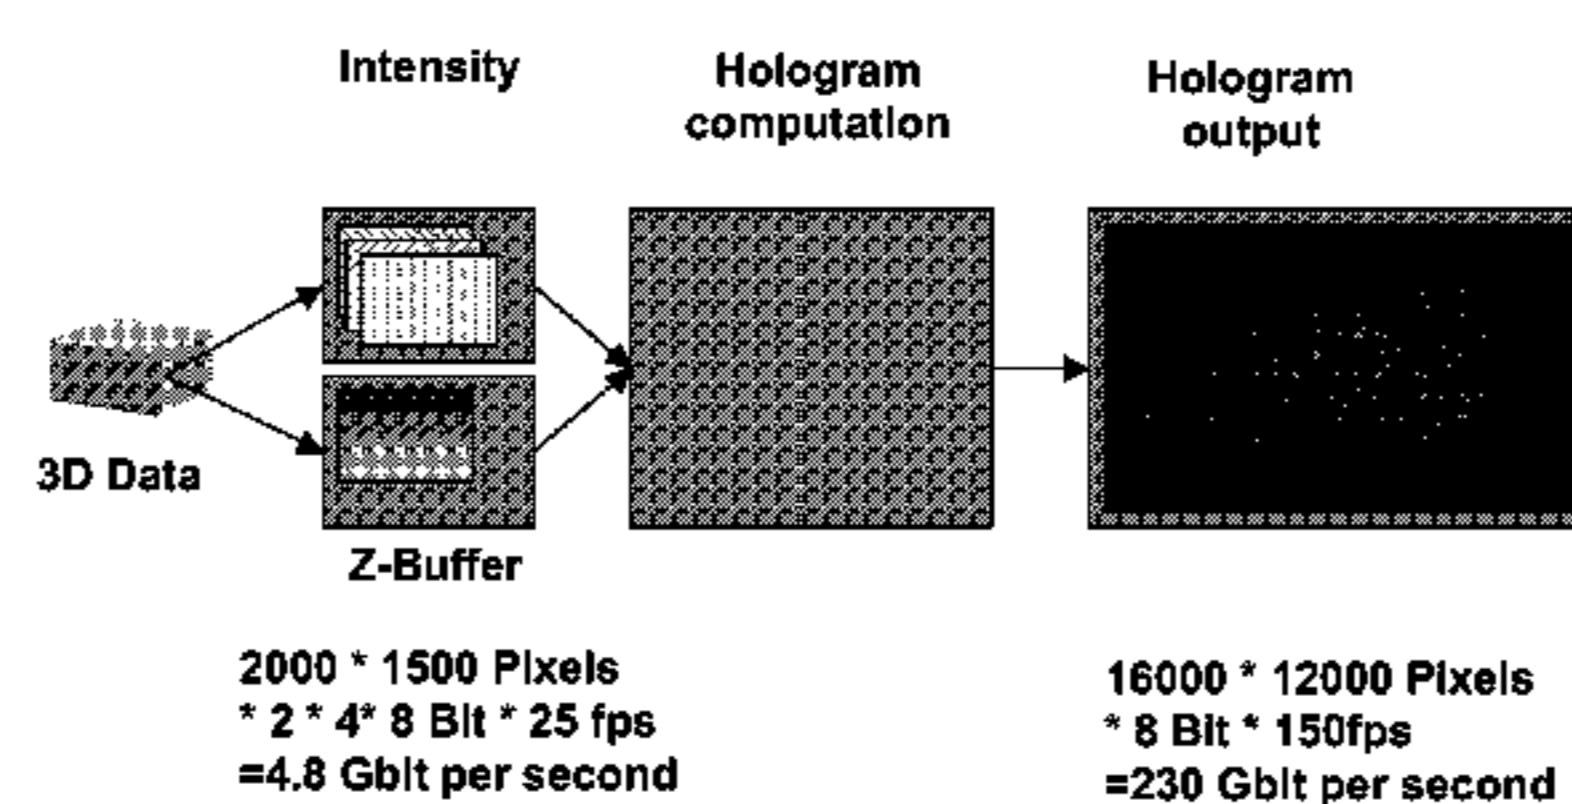 Intensity
Hologram
computation
Hologram
output
3D Data
Z-Buffer
2000 * 1500 Pixels
* 2 * 4* 8 Bit * 25 fps
=4.8 Gbit per second
16000 * 12000 Pixels
* 8 Bit * 150fps
=230 Gbit per second